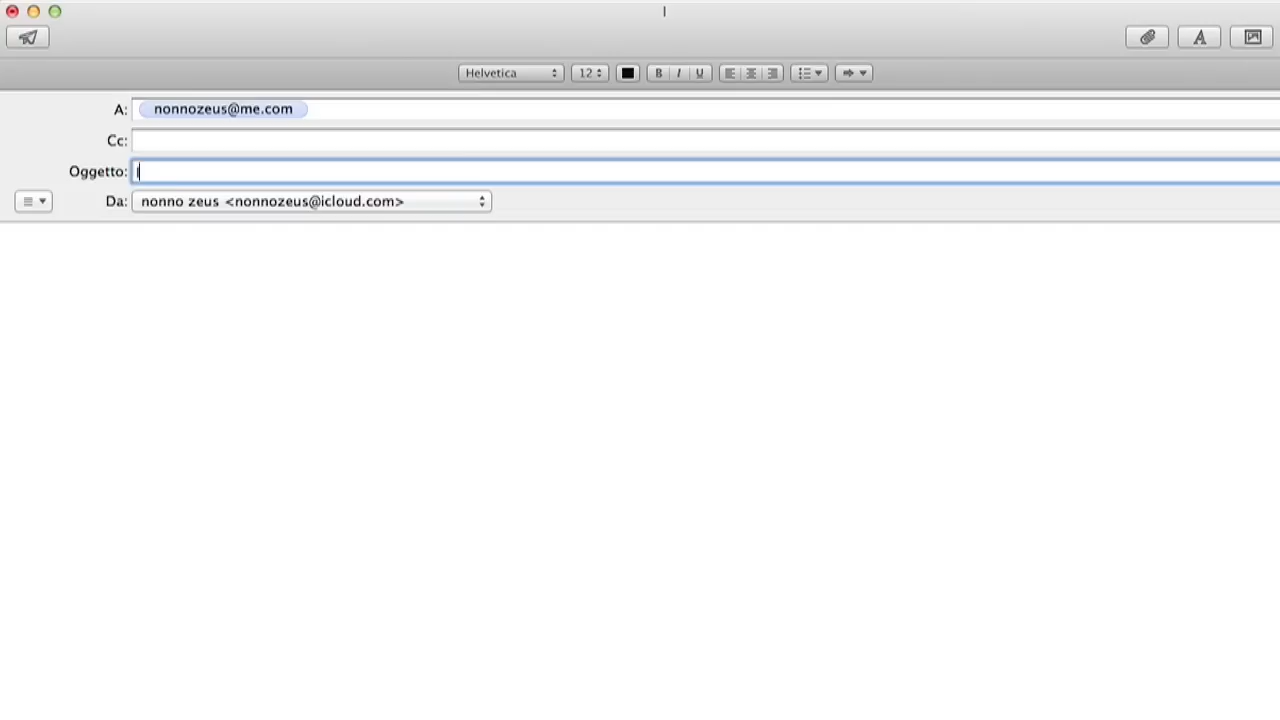 l
Helvetica 12 B I U
A: nonnozeus@me.com
Cc:
Oggetto: l
Da: nonno zeus <nonnozeus@icloud.com>